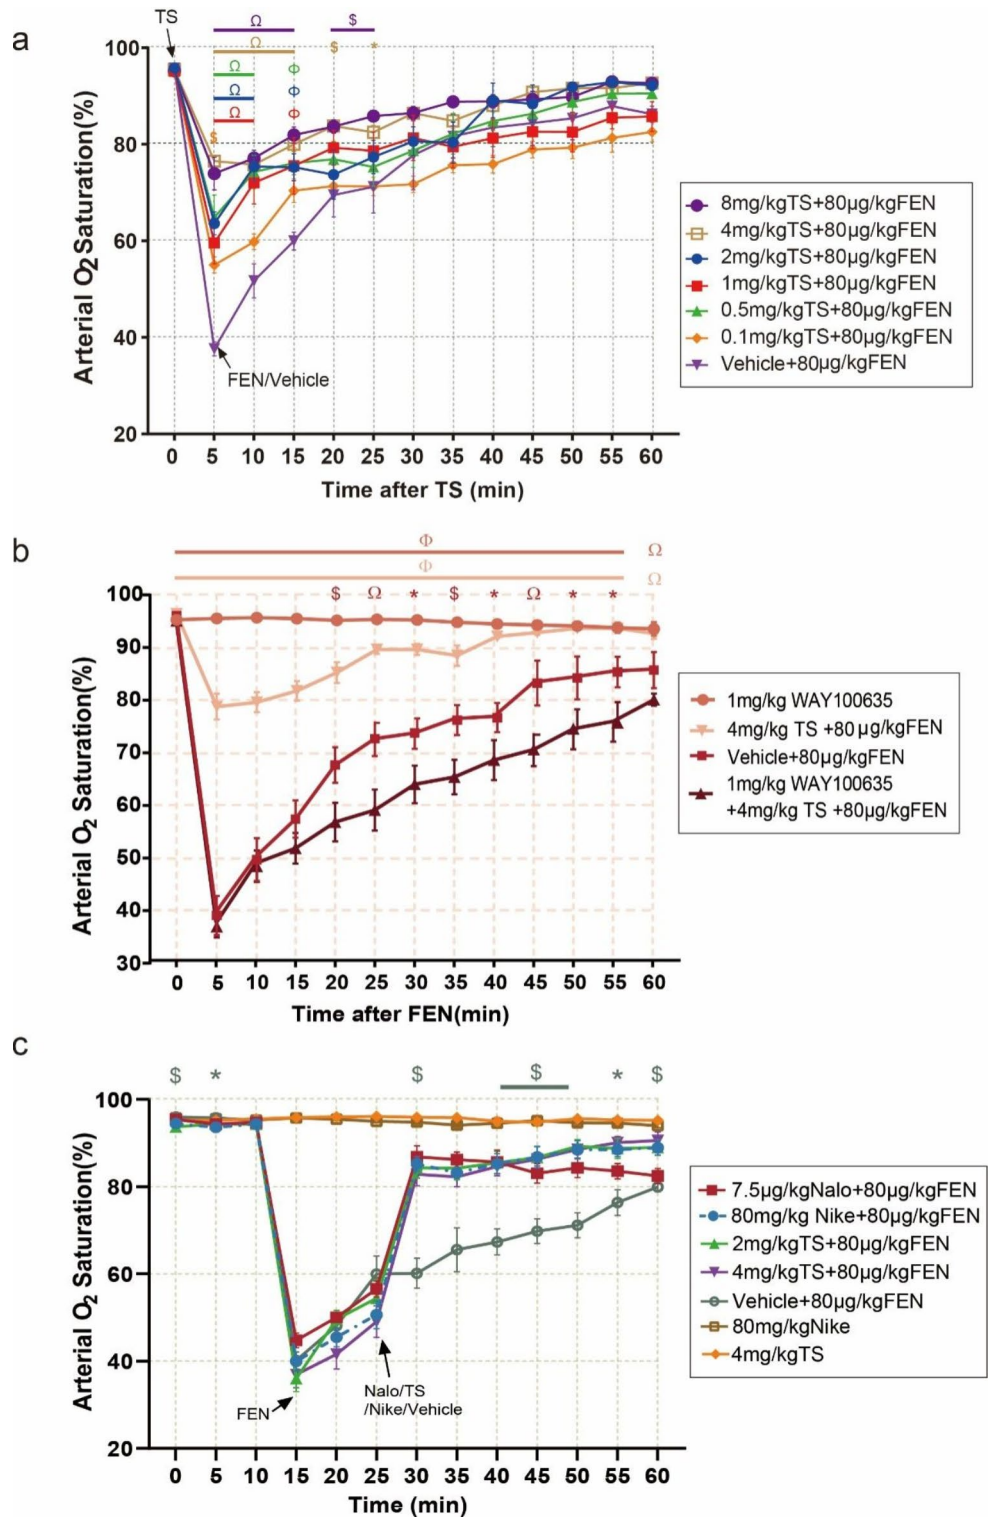 a
TS
Ω
$
Ω
$
*
Ω
Φ
Ω
Φ
Ω
Φ
$
100
80
60
40
20
Arterial O2 Saturation(%)
FEN/Vehicle
0 5 10 15 20 25 30 35 40 45 50 55 60
Time after TS (min)
8mg/kgTS+80μg/kgFEN
4mg/kgTS+80μg/kgFEN
2mg/kgTS+80μg/kgFEN
1mg/kgTS+80μg/kgFEN
0.5mg/kgTS+80μg/kgFEN
0.1mg/kgTS+80μg/kgFEN
Vehicle+80μg/kgFEN
b
Φ Ω
Φ Ω
$ Ω * $ * Ω * *
100
90
80
70
60
50
40
30
Arterial O2 Saturation(%)
0 5 10 15 20 25 30 35 40 45 50 55 60
Time after FEN(min)
1mg/kg WAY100635
4mg/kg TS +80μg/kgFEN
Vehicle+80μg/kgFEN
1mg/kg WAY100635
+4mg/kg TS +80μg/kgFEN
c
$ * $ $ * $
100
80
60
40
20
Arterial O2 Saturation(%)
FEN
Nalo/TS
/Nike/Vehicle
0 5 10 15 20 25 30 35 40 45 50 55 60
Time (min)
7.5μg/kgNalo+80μg/kgFEN
80mg/kg Nike+80μg/kgFEN
2mg/kgTS+80μg/kgFEN
4mg/kgTS+80μg/kgFEN
Vehicle+80μg/kgFEN
80mg/kgNike
4mg/kgTS